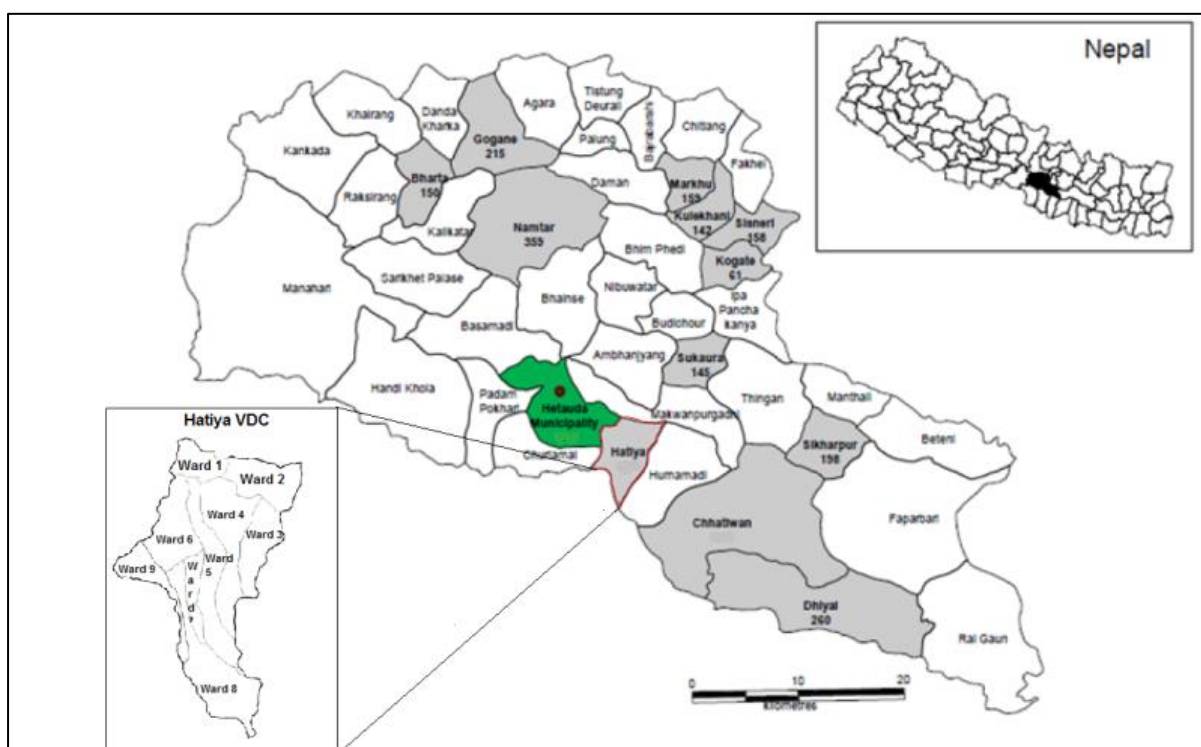 Nepal
Khairang
Danda
Kharka
Agara
Tistung
Deurali
Palung
Bajrabarahi
Chitlang
Fakhel
Kankada
Gogane
215
Bharta
150
Raksirang
Kalikatar
Namtar
Daman
Markhu
Kulekhani
142
Sisneri
158
Kogate
61
Bhim Phedi
Ipa
Pancha
kanya
Manahari
Sarikhet Palase
Bhainse
Nibuwatar
Budichour
Basamadi
Ambhanjyang
Sukaura
145
Handi Khola
Padam
Pokhari
Hetauda
Municipality
Churiamai
Makwanpurgadhi
Thingan
Manthali
Beteni
Hatiya
Humamadi
Sikharpur
198
Chhatiwan
Faparbari
Dhiyal
260
Rai Gaun
0 10 20
kilometres
Hatiya VDC
Ward 1
Ward 2
Ward 4
Ward 3
Ward 6
Ward
5
Ward 9
Ward 7
Ward 8